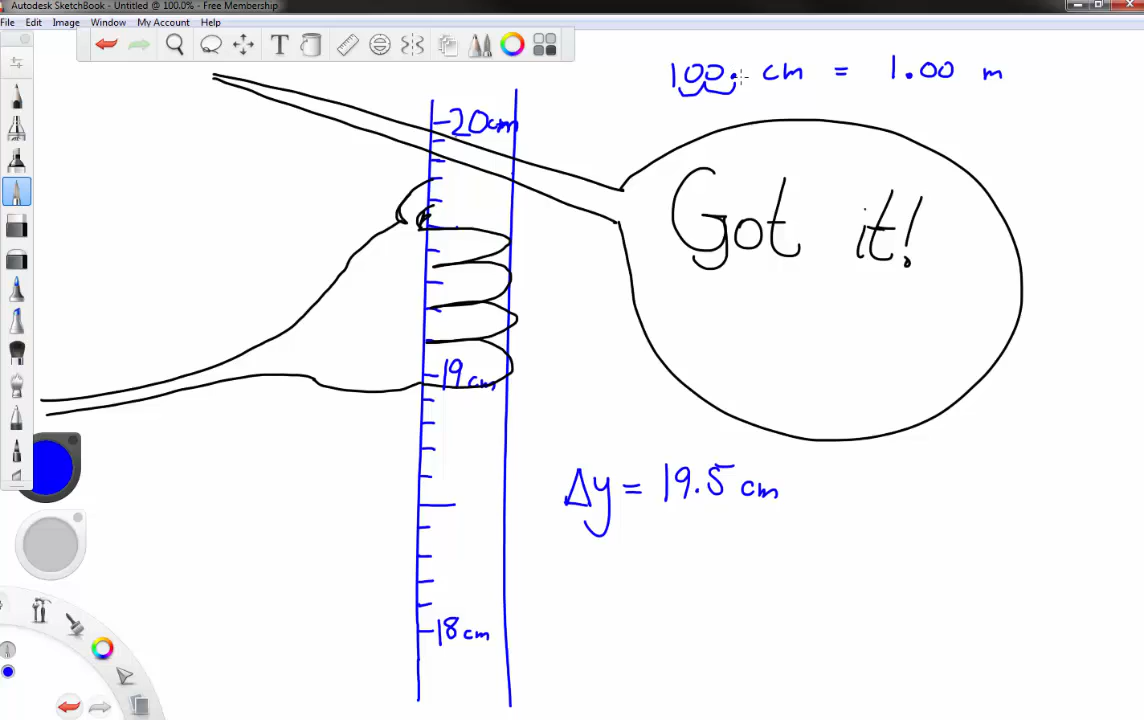 Autodesk SketchBook - Untitled @ 100.0% - Free Membership
File Edit Image Window My Account Help
100. cm = 1.00 m
20cm
Got it!
19 cm
Δy = 19.5 cm
18 cm